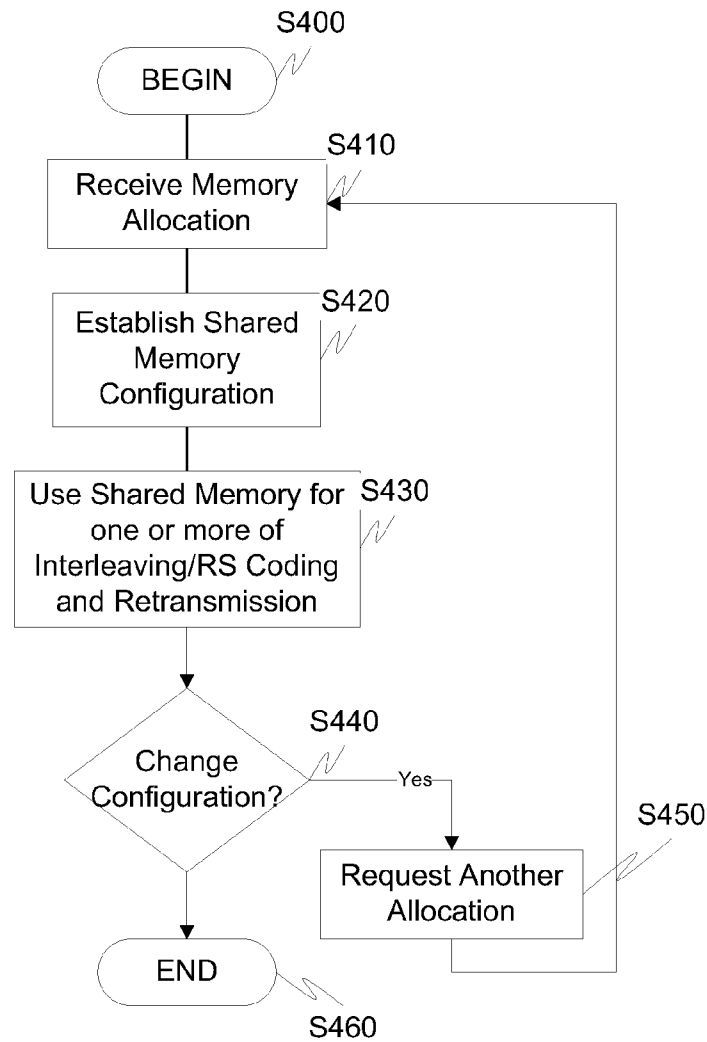 S400
BEGIN
S410
Receive Memory
Allocation
S420
Establish Shared
Memory
Configuration
S430
Use Shared Memory for
one or more of
Interleaving/RS Coding
and Retransmission
S440
Change
Configuration?
Yes
S450
Request Another
Allocation
END
S460